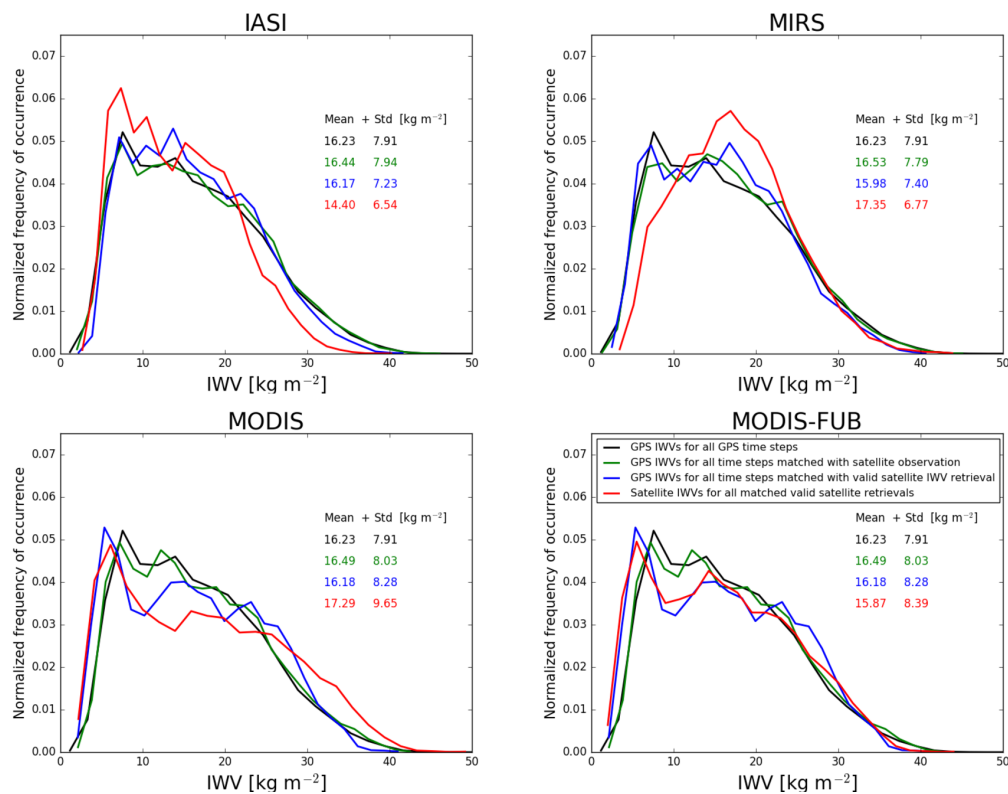 IASI
Normalized frequency of occurrence
0.07
0.06
0.05
0.04
0.03
0.02
0.01
0.00
Mean + Std [kg m⁻²]
16.23 7.91
16.44 7.94
16.17 7.23
14.40 6.54
0 10 20 30 40 50
IWV [kg m⁻²]
MIRS
Normalized frequency of occurrence
0.07
0.06
0.05
0.04
0.03
0.02
0.01
0.00
Mean + Std [kg m⁻²]
16.23 7.91
16.53 7.79
15.98 7.40
17.35 6.77
0 10 20 30 40 50
IWV [kg m⁻²]
MODIS
Normalized frequency of occurrence
0.07
0.06
0.05
0.04
0.03
0.02
0.01
0.00
Mean + Std [kg m⁻²]
16.23 7.91
16.49 8.03
16.18 8.28
17.29 9.65
0 10 20 30 40 50
IWV [kg m⁻²]
MODIS-FUB
Normalized frequency of occurrence
0.07
0.06
0.05
0.04
0.03
0.02
0.01
0.00
GPS IWVs for all GPS time steps
GPS IWVs for all time steps matched with satellite observation
GPS IWVs for all time steps matched with valid satellite IWV retrieval
Satellite IWVs for all matched valid satellite retrievals
Mean + Std [kg m⁻²]
16.23 7.91
16.49 8.03
16.18 8.28
15.87 8.39
0 10 20 30 40 50
IWV [kg m⁻²]